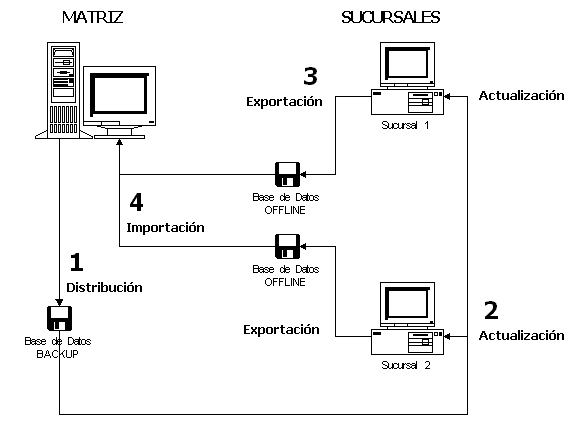 MATRIZ
SUCURSALES
3
Exportación
Actualización
Sucursal 1
Base de Datos
OFFLINE
4
Importación
1
Distribución
Base de Datos
OFFLINE
2
Exportación
Actualización
Base de Datos
BACKUP
Sucursal 2